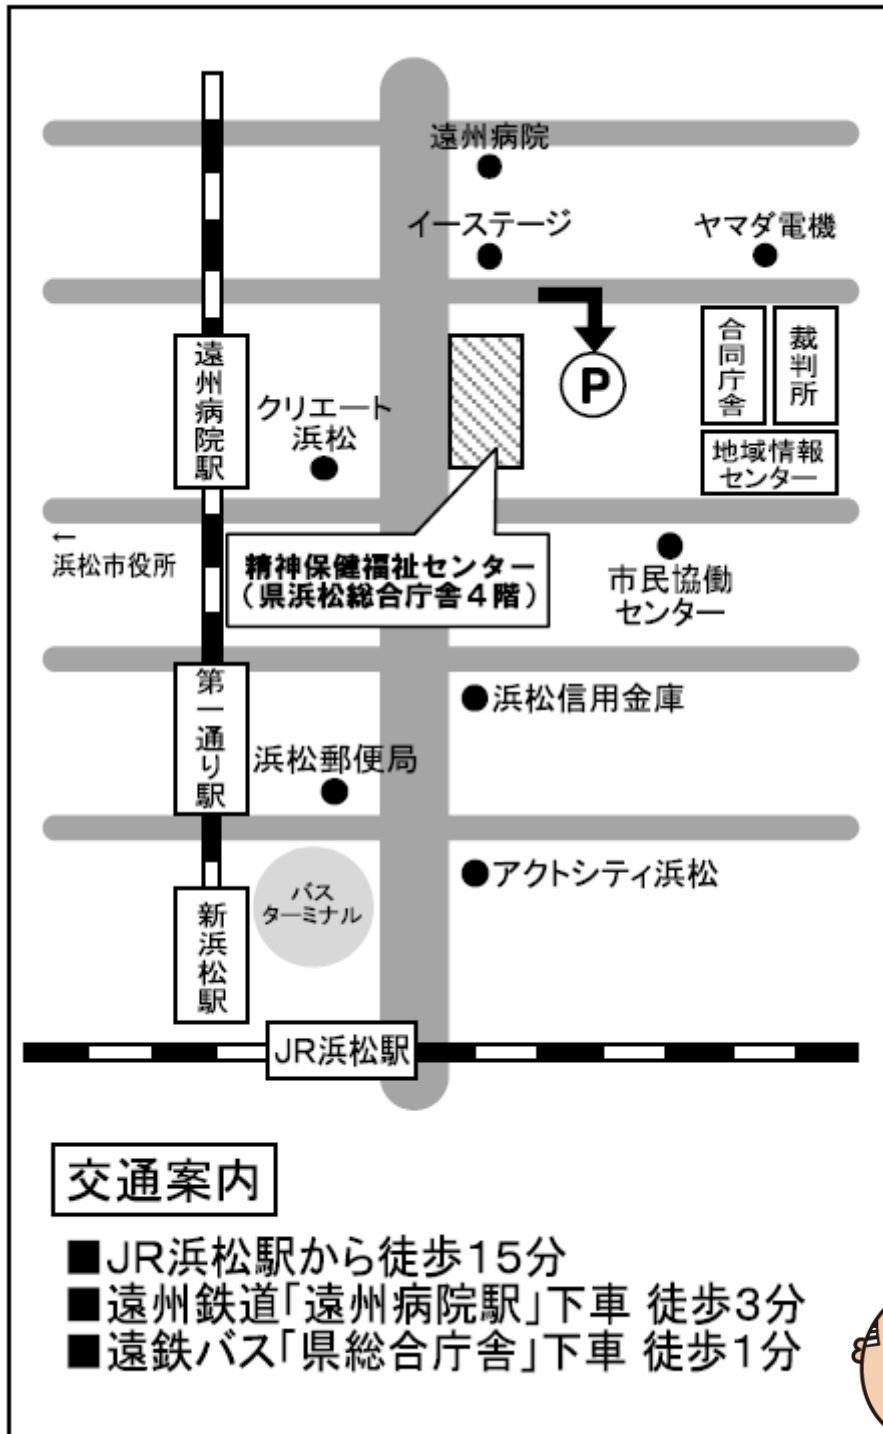 遠州病院
イーステージ
ヤマダ電機
合同庁舎
裁判所
地域情報
センター
P
遠州病院駅
クリエート
浜松
←
浜松市役所
精神保健福祉センター
（県浜松総合庁舎４階）
市民協働
センター
第一通り駅
浜松信用金庫
浜松郵便局
アクトシティ浜松
バス
ターミナル
新浜松駅
JR浜松駅
交通案内
■JR浜松駅から徒歩15分
■遠州鉄道「遠州病院駅」下車 徒歩3分
■遠鉄バス「県総合庁舎」下車 徒歩1分